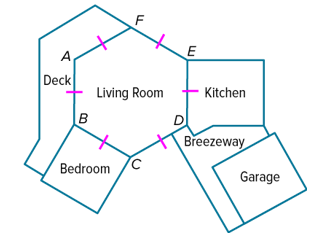 F
A
E
Deck
Living Room
Kitchen
B
D
Breezeway
Bedroom
C
Garage